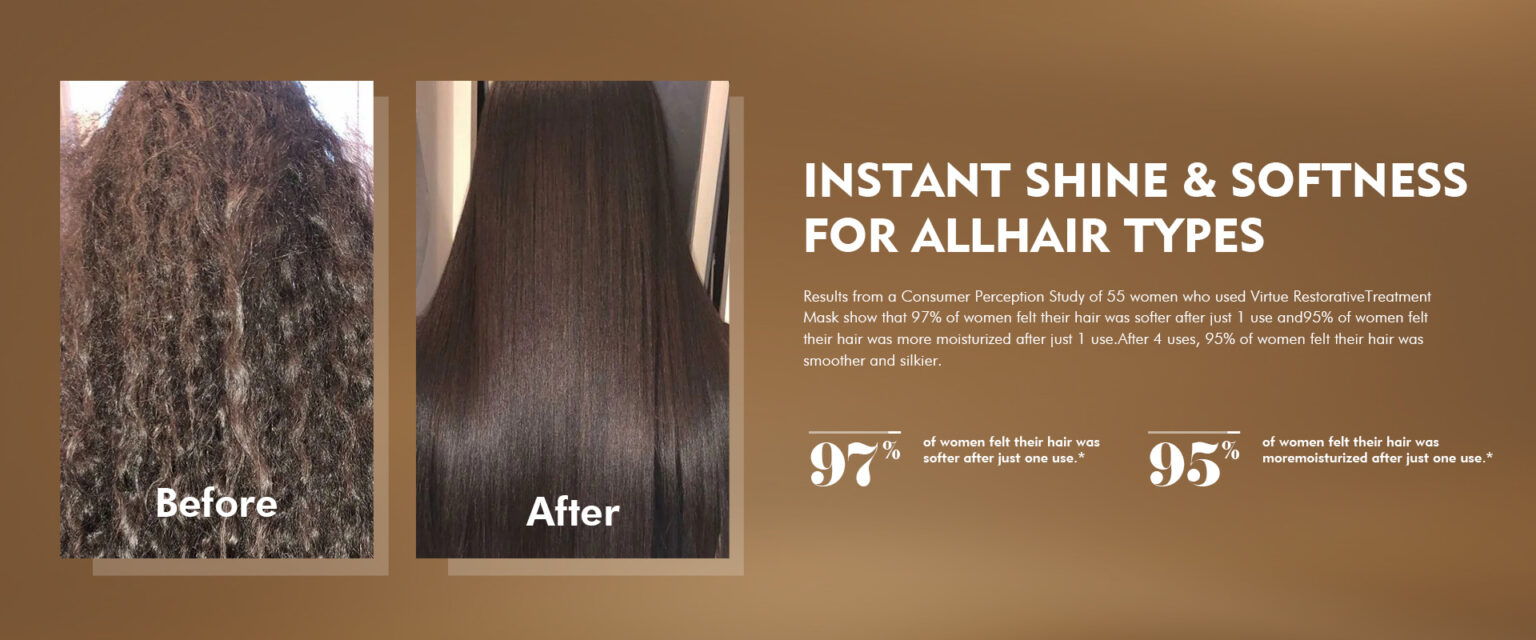 Before
After
INSTANT SHINE & SOFTNESS
FOR ALLHAIR TYPES
Results from a Consumer Perception Study of 55 women who used Virtue RestorativeTreatment
Mask show that 97% of women felt their hair was softer after just 1 use and95% of women felt
their hair was more moisturized after just 1 use.After 4 uses, 95% of women felt their hair was
smoother and silkier.
97%
of women felt their hair was
softer after just one use.*
95%
of women felt their hair was
moremoisturized after just one use.*